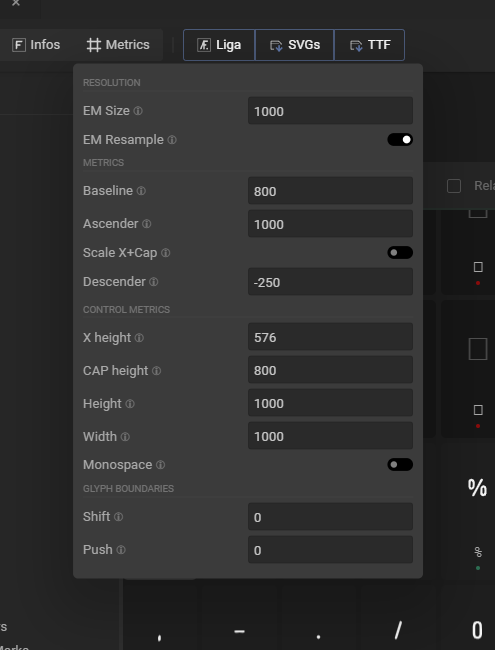 ×
Infos
Metrics
Liga
SVGs
TTF
RESOLUTION
EM Size
1000
EM Resample
METRICS
Baseline
800
Ascender
1000
Scale X+Cap
Descender
-250
CONTROL METRICS
X height
576
CAP height
800
Height
1000
Width
1000
Monospace
GLYPH BOUNDARIES
Shift
0
Push
0
%
%
, - . / 0